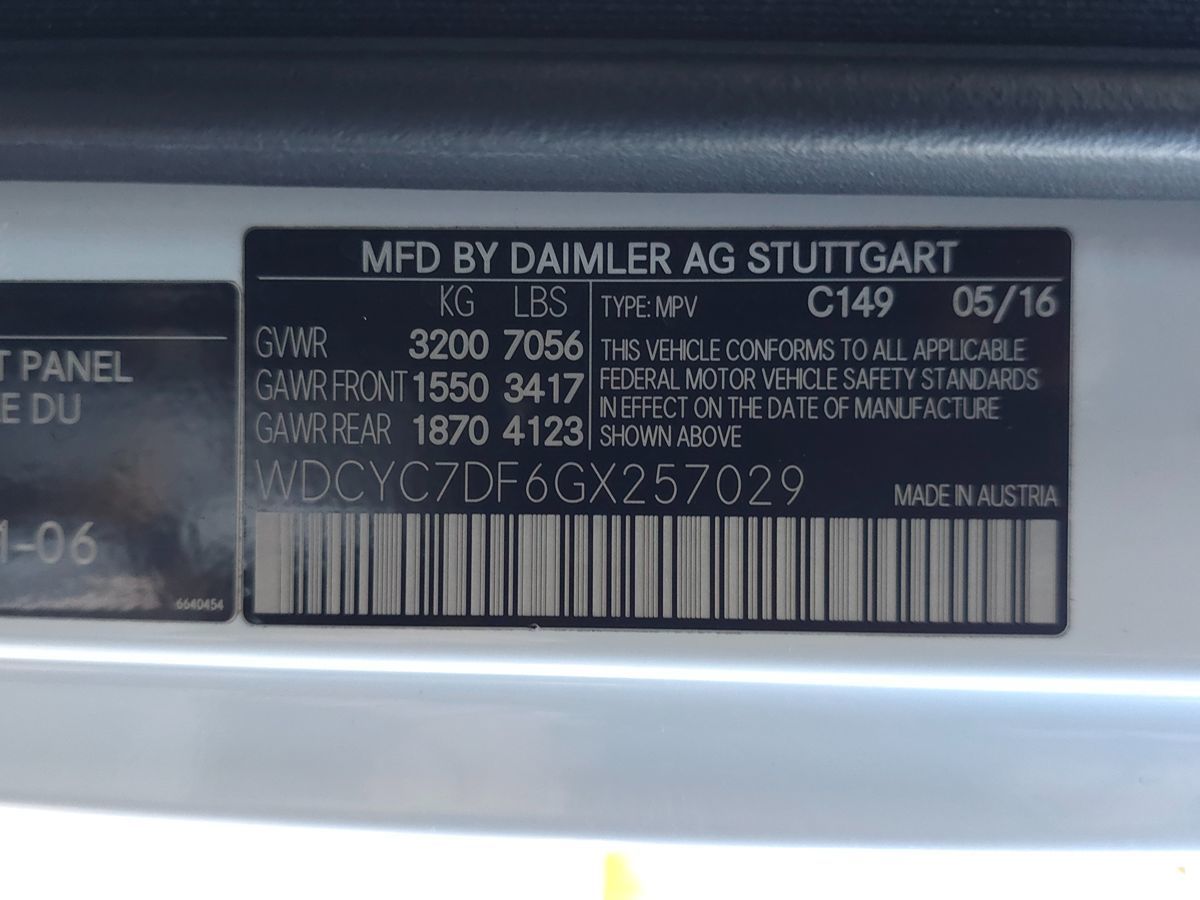 MFD BY DAIMLER AG STUTTGART
KG LBS
GVWR 3200 7056
GAWR FRONT 1550 3417
GAWR REAR 1870 4123
TYPE: MPV C149 05/16
THIS VEHICLE CONFORMS TO ALL APPLICABLE
FEDERAL MOTOR VEHICLE SAFETY STANDARDS
IN EFFECT ON THE DATE OF MANUFACTURE
SHOWN ABOVE
WDCYC7DF6GX257029
MADE IN AUSTRIA
PANEL
DU
1-06
6640454